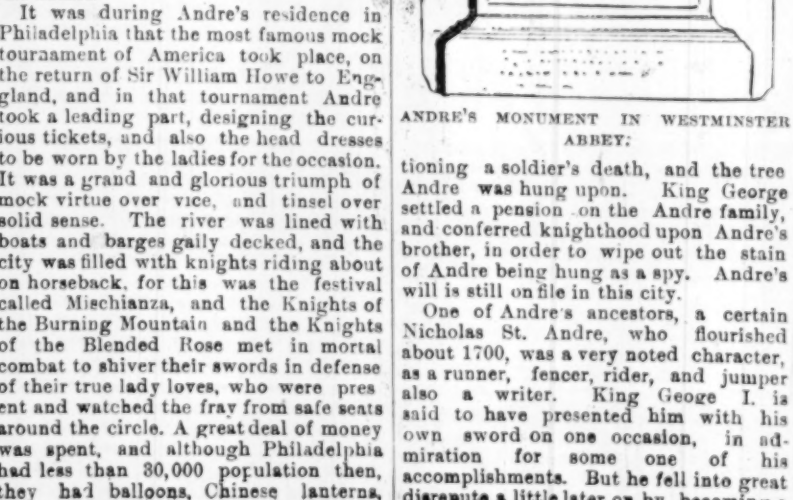 It was during Andre's residence in
Philadelphia that the most famous mock
tournament of America took place, on
the return of Sir William Howe to Eng-
gland, and in that tournament Andre
took a leading part, designing the cur-
ious tickets, and also the head dresses
to be worn by the ladies for the occasion.
It was a grand and glorious triumph of
mock virtue over vice, and tinsel over
solid sense. The river was lined with
boats and barges gaily decked, and the
city was filled with knights riding about
on horseback, for this was the festival
called Mischianza, and the Knights of
the Burning Mountain and the Knights
of the Blended Rose met in mortal
combat to shiver their swords in defense
of their true lady loves, who were pres
ent and watched the fray from safe seats
around the circle. A great deal of money
was spent, and although Philadelphia
had less than 30,000 population then,
they had balloons, Chinese lanterns,
ANDRE'S MONUMENT IN WESTMINSTER
ABBEY.
tioning a soldier's death, and the tree
Andre was hung upon. King George
settled a pension on the Andre family,
and conferred knighthood upon Andre's
brother, in order to wipe out the stain
of Andre being hung as a spy. Andre's
will is still on file in this city.
One of Andre's ancestors, a certain
Nicholas St. Andre, who flourished
about 1700, was a very noted character,
as a runner, fencer, rider, and jumper
also a writer. King Geoge I. is
said to have presented him with his
own sword on one occasion, in ad-
miration for some one of his
accomplishments. But he fell into great
disrepute a little later on by becoming a